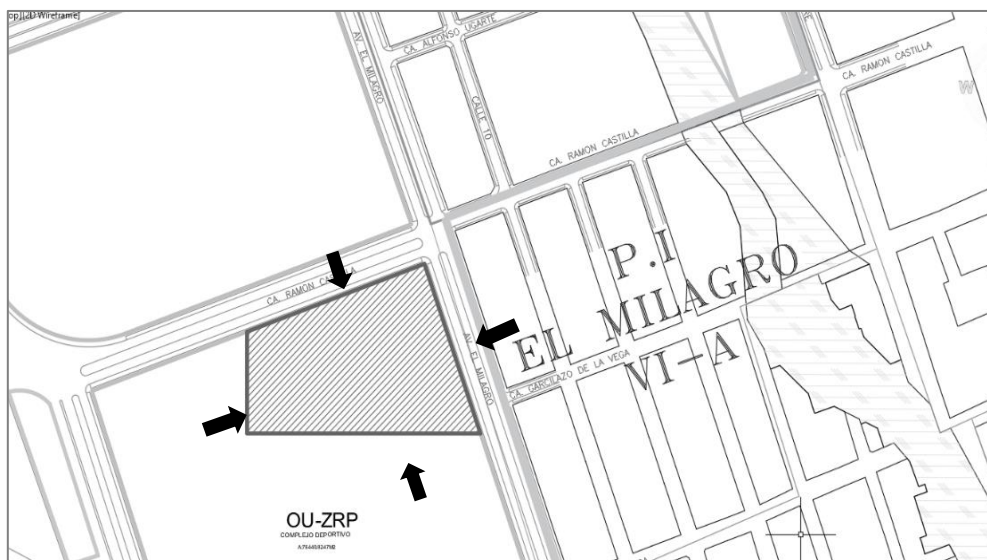 op][2D Wireframe]
AV. EL MILAGRO
CA. ALFONSO UGARTE
CALLE 10
CA. RAMON CASTILLA
CA. RAMON CASTILLA
W
CA. RAMON
AV. EL MILAGRO
P.I
EL MILAGRO
VI-A
CA. GARCILAZO DE LA VEGA
OU-ZRP
COMPLEJO DEPORTIVO